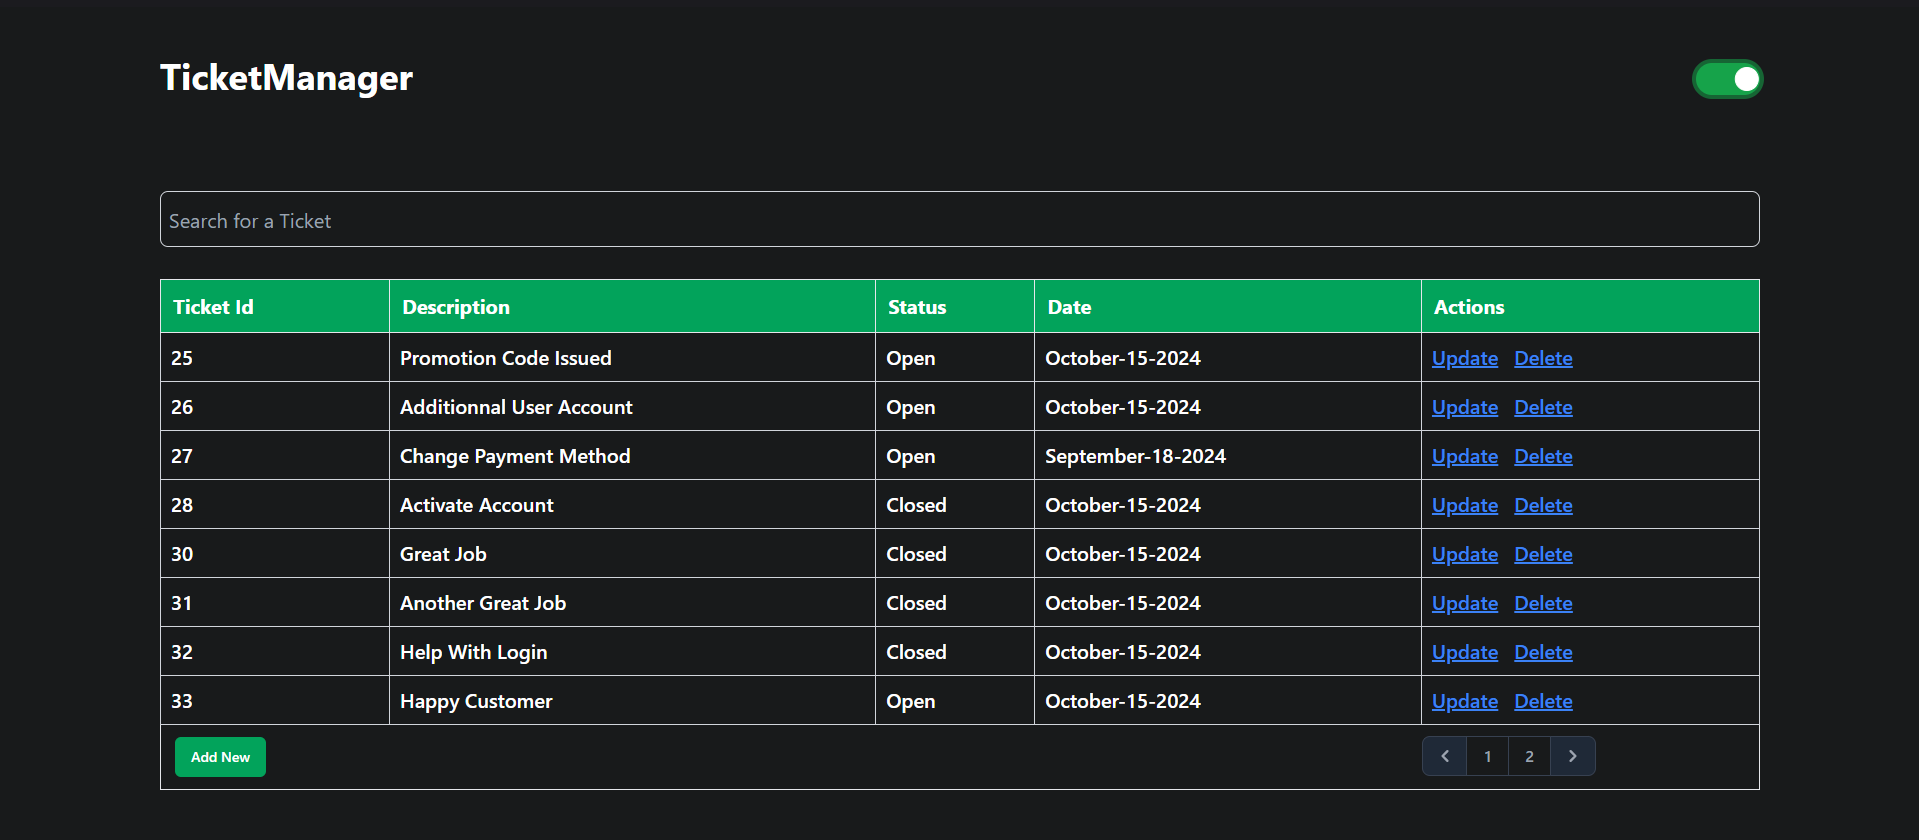 TicketManager
Search for a Ticket
Ticket Id Description Status Date Actions
25 Promotion Code Issued Open October-15-2024 Update Delete
26 Additionnal User Account Open October-15-2024 Update Delete
27 Change Payment Method Open September-18-2024 Update Delete
28 Activate Account Closed October-15-2024 Update Delete
30 Great Job Closed October-15-2024 Update Delete
31 Another Great Job Closed October-15-2024 Update Delete
32 Help With Login Closed October-15-2024 Update Delete
33 Happy Customer Open October-15-2024 Update Delete
Add New 1 2